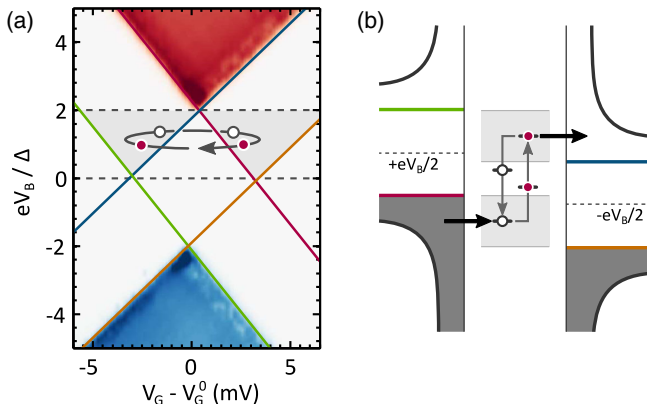 (a)
(b)
eV_B / Δ
4
2
0
-2
-4
-5
0
5
V_G - V_G^0 (mV)
+eV_B/2
-eV_B/2